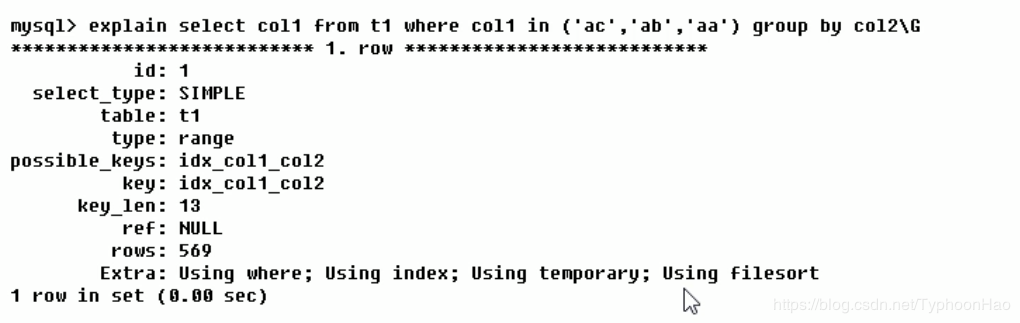 mysql> explain select col1 from t1 where col1 in ('ac','ab','aa') group by col2\G
*************************** 1. row ***************************
id: 1
select_type: SIMPLE
table: t1
type: range
possible_keys: idx_col1_col2
key: idx_col1_col2
key_len: 13
ref: NULL
rows: 569
Extra: Using where; Using index; Using temporary; Using filesort
1 row in set (0.00 sec)
https://blog.csdn.net/TyphoonHao